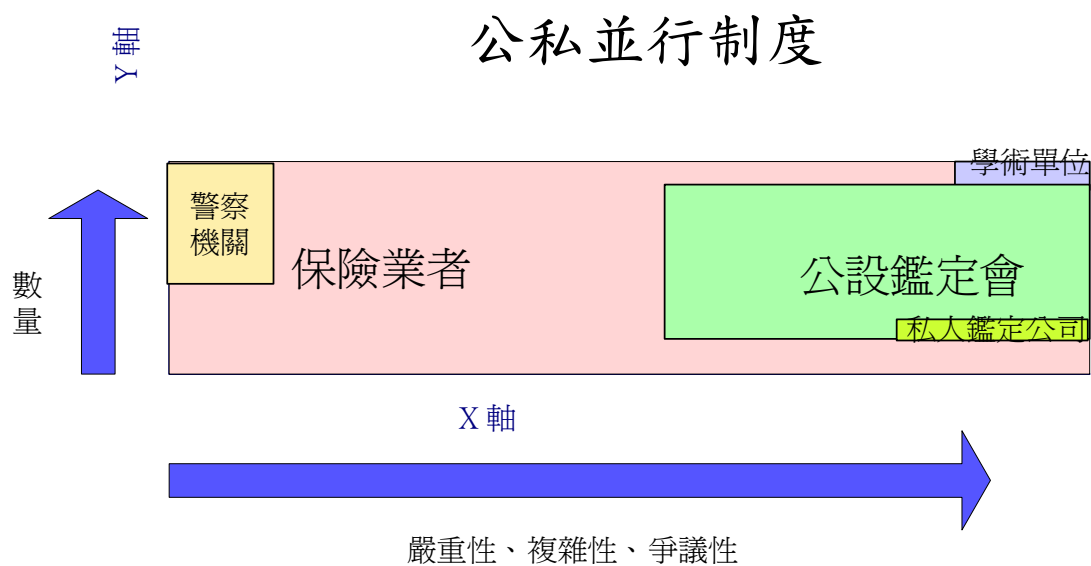 Y 軸
公私並行制度
學術單位
警察
機關
保險業者
公設鑑定會
數
量
私人鑑定公司
X 軸
嚴重性、複雜性、爭議性